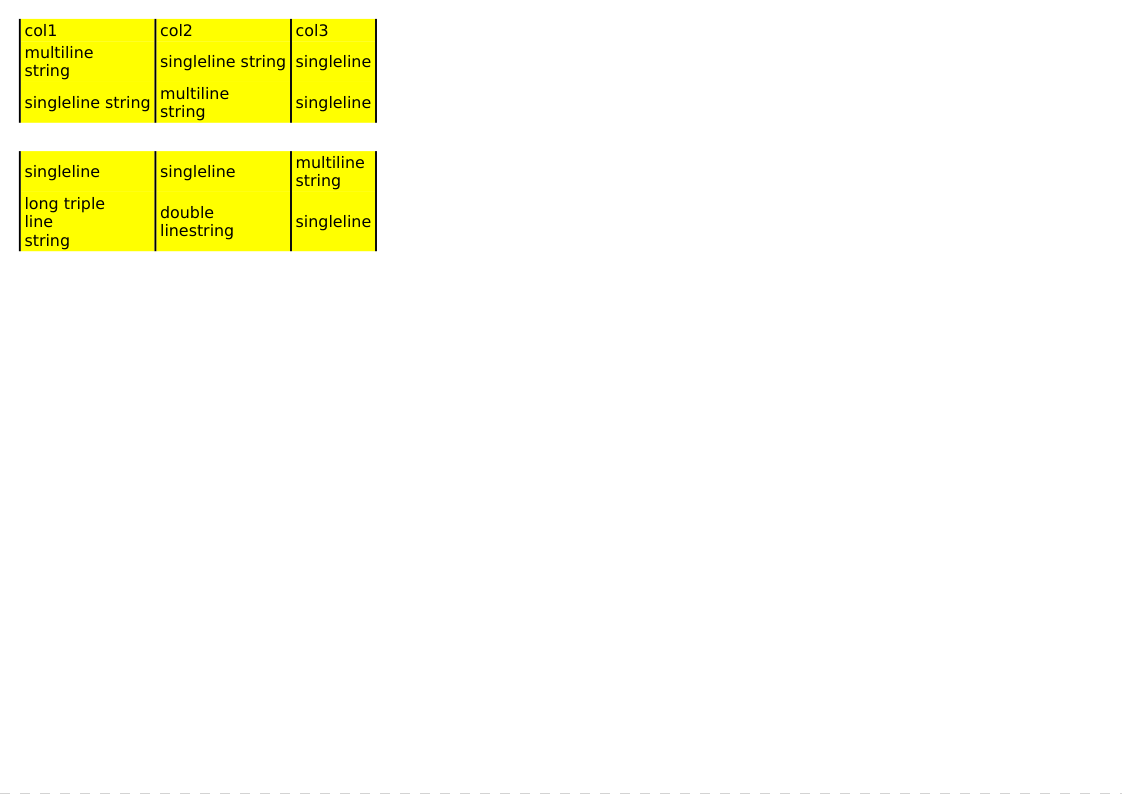 col1 col2 col3
multiline
string
singleline string singleline
singleline string
multiline
string
singleline
singleline singleline
multiline
string
long triple
line
string
double
linestring
singleline